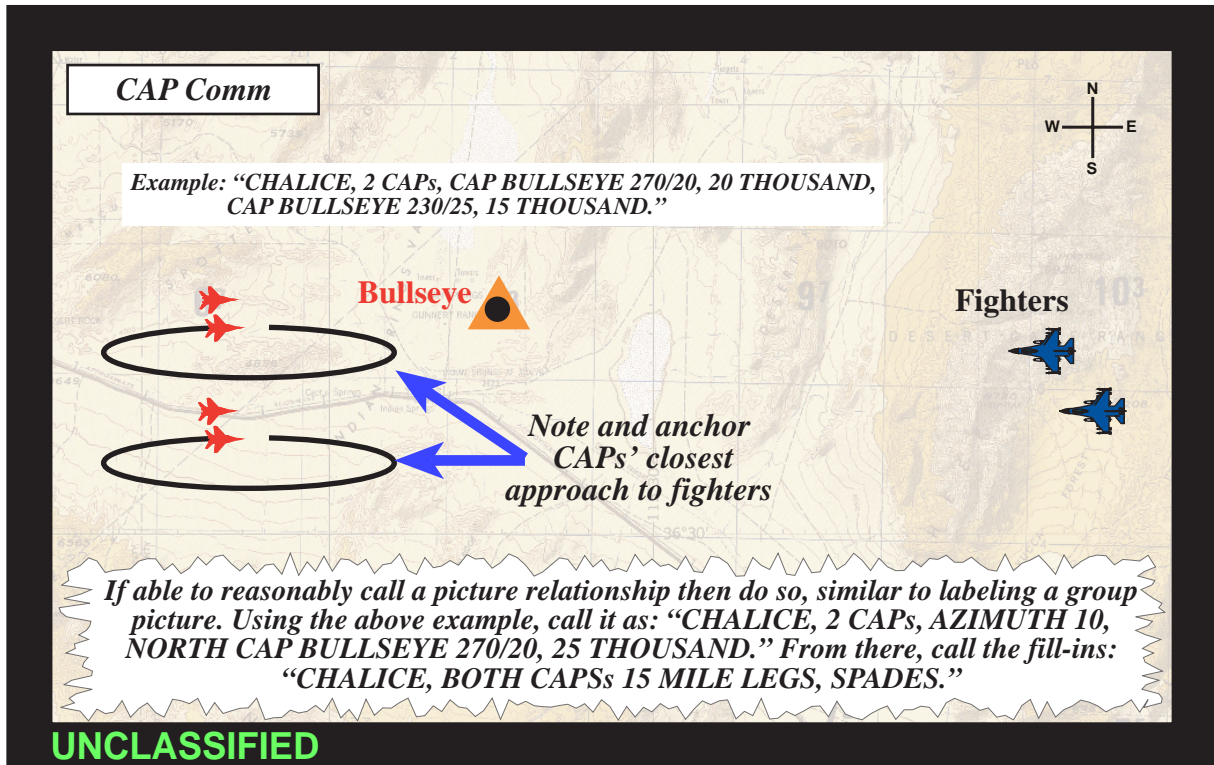 CAP Comm
N
W E
S
Example: “CHALICE, 2 CAPs, CAP BULLSEYE 270/20, 20 THOUSAND,
CAP BULLSEYE 230/25, 15 THOUSAND.”
Bullseye
Fighters
Note and anchor
CAPs’ closest
approach to fighters
36°30'
If able to reasonably call a picture relationship then do so, similar to labeling a group
picture. Using the above example, call it as: “CHALICE, 2 CAPs, AZIMUTH 10,
NORTH CAP BULLSEYE 270/20, 25 THOUSAND.” From there, call the fill-ins:
“CHALICE, BOTH CAPSs 15 MILE LEGS, SPADES.”
UNCLASSIFIED